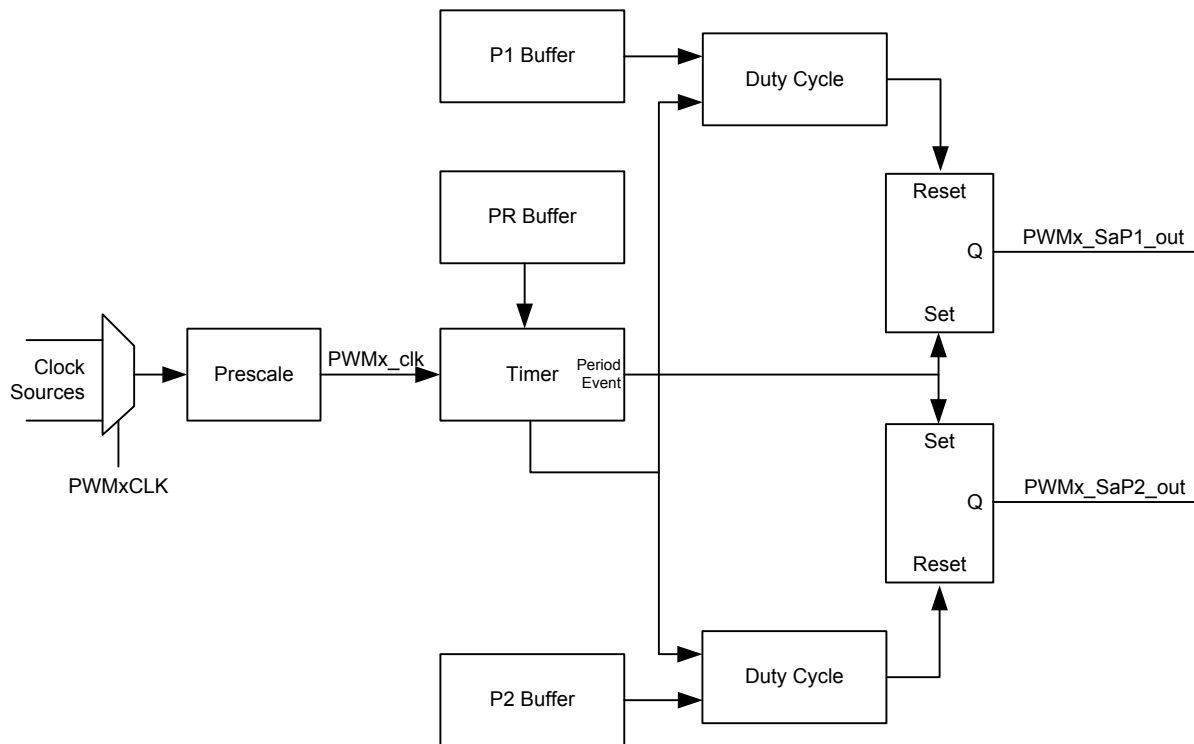 P1 Buffer
Duty Cycle
PR Buffer
Reset
Q
Set
PWMx_SaP1_out
Clock
Sources
Prescale
PWMx_clk
Timer
Period
Event
PWMxCLK
Set
Q
Reset
PWMx_SaP2_out
P2 Buffer
Duty Cycle